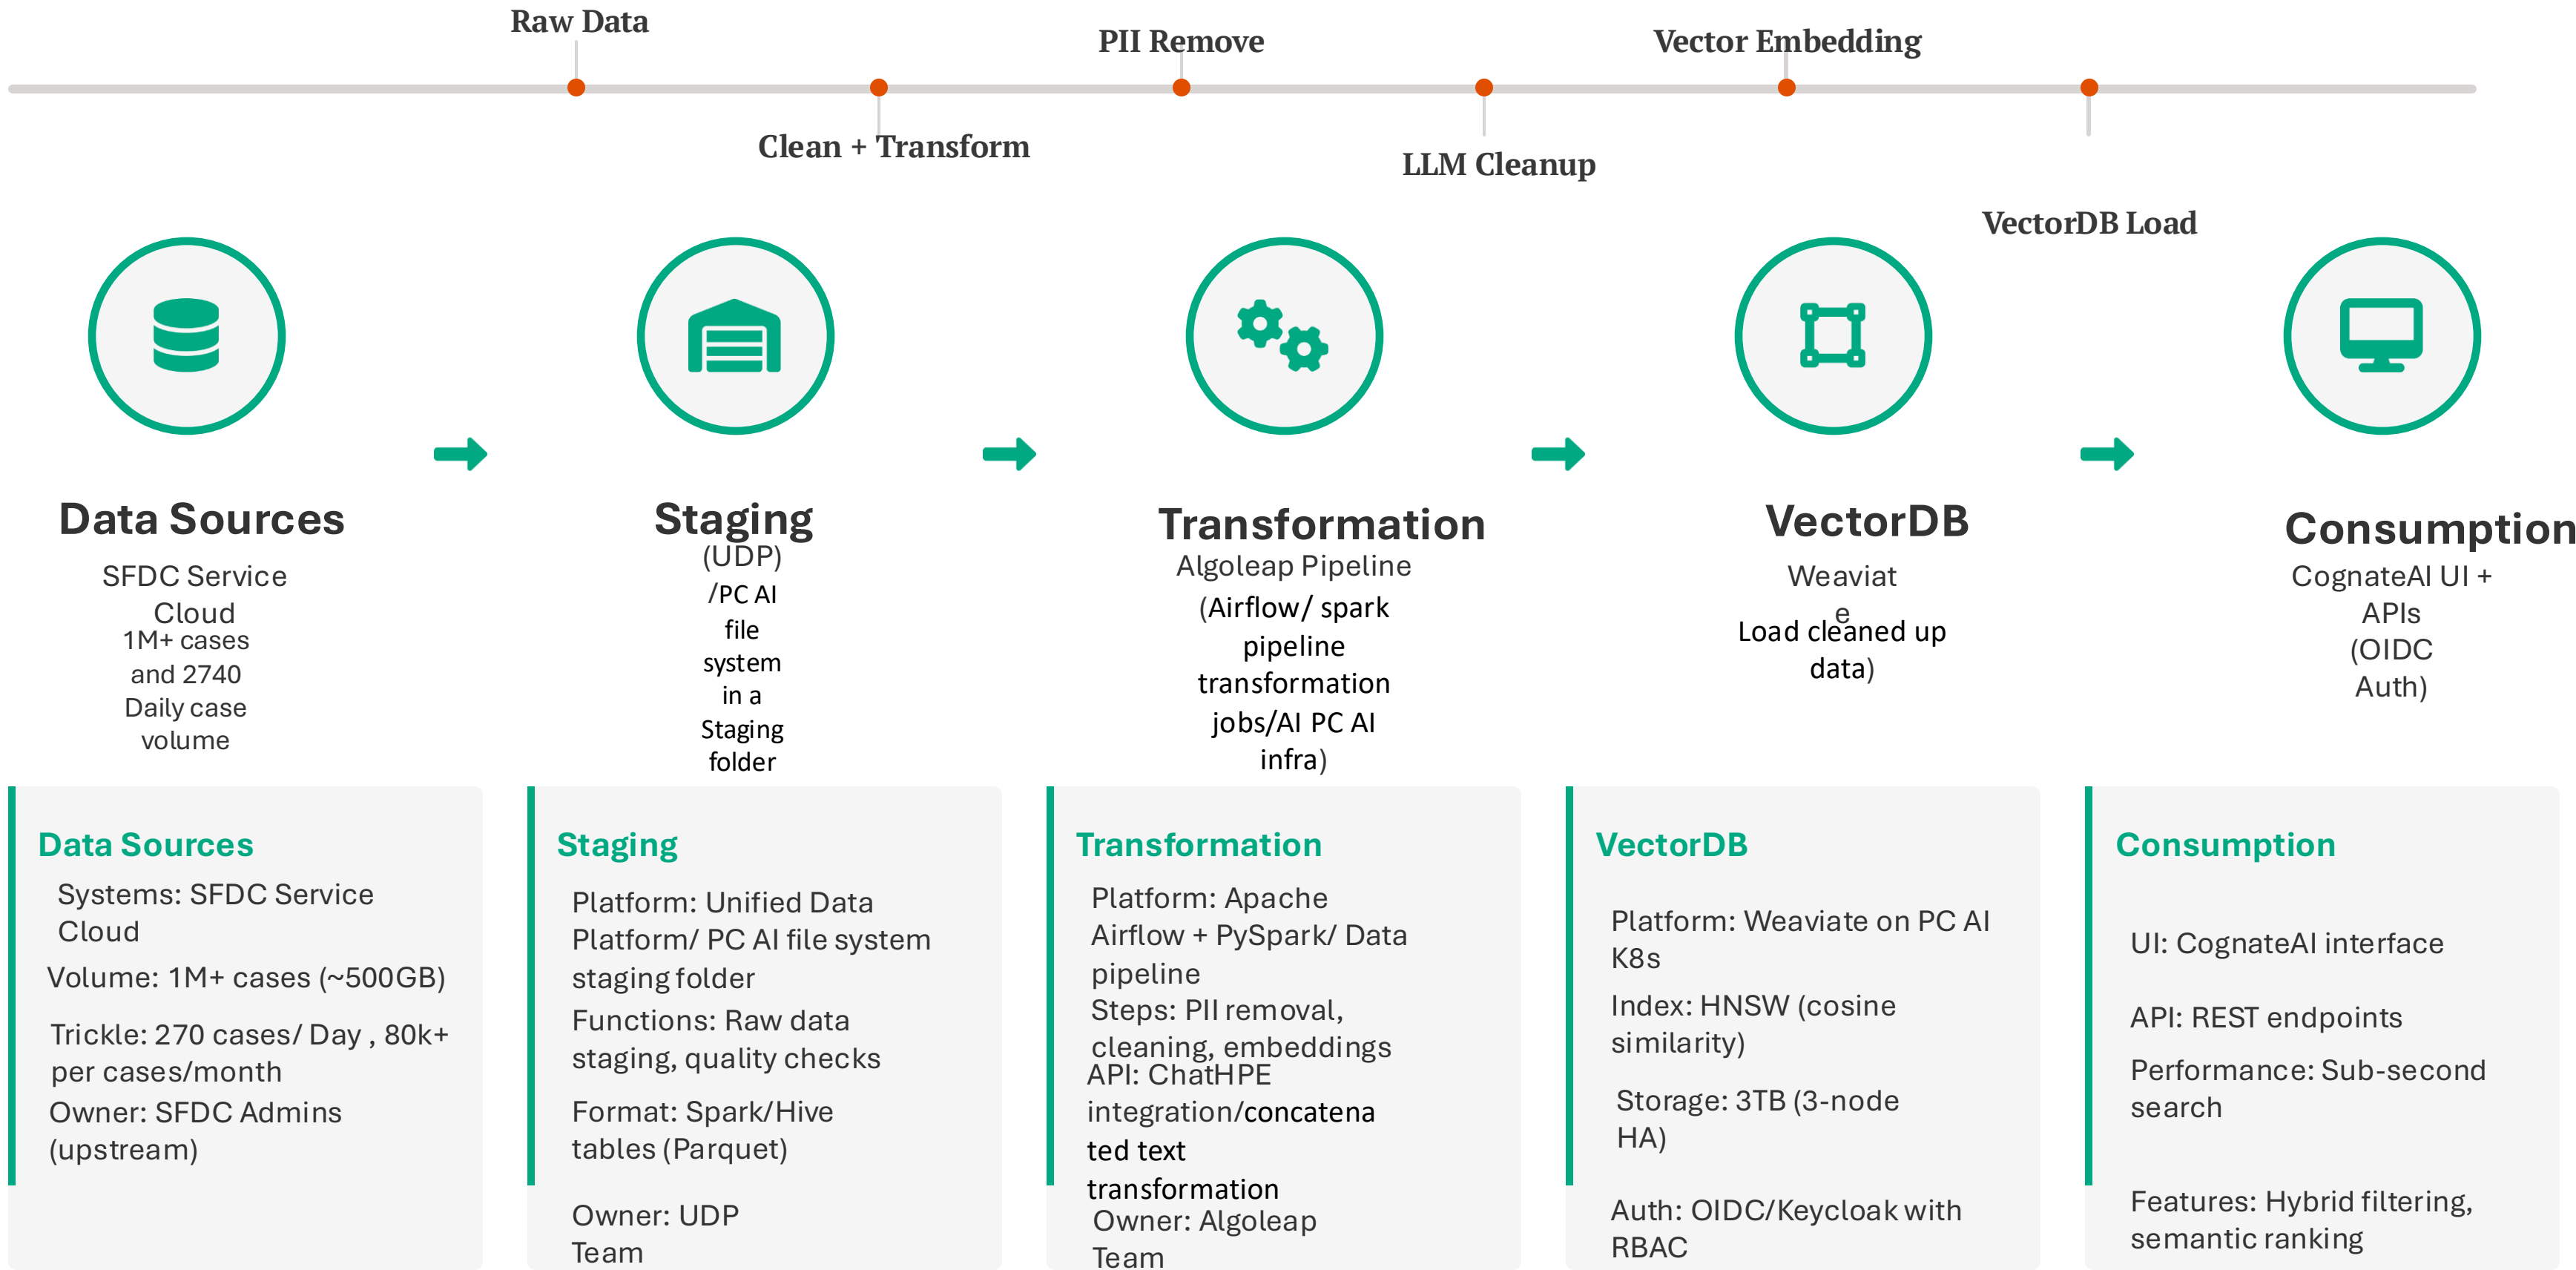 Raw Data
PII Remove
Vector Embedding
Clean + Transform
LLM Cleanup
VectorDB Load
Data Sources
SFDC Service
Cloud
1M+ cases
and 2740
Daily case
volume
Staging
(UDP)
/PC AI
file
system
in a
Staging
folder
Transformation
Algoleap Pipeline
(Airflow/ spark
pipeline
transformation
jobs/AI PC AI
infra)
VectorDB
Weaviat
e
Load cleaned up
data)
Consumption
CognateAI UI +
APIs
(OIDC
Auth)
Data Sources
Systems: SFDC Service
Cloud
Volume: 1M+ cases (~500GB)
Trickle: 270 cases/ Day , 80k+
per cases/month
Owner: SFDC Admins
(upstream)
Staging
Platform: Unified Data
Platform/ PC AI file system
staging folder
Functions: Raw data
staging, quality checks
Format: Spark/Hive
tables (Parquet)
Owner: UDP
Team
Transformation
Platform: Apache
Airflow + PySpark/ Data
pipeline
Steps: PII removal,
cleaning, embeddings
API: ChatHPE
integration/concatena
ted text
transformation
Owner: Algoleap
Team
VectorDB
Platform: Weaviate on PC AI
K8s
Index: HNSW (cosine
similarity)
Storage: 3TB (3-node
HA)
Auth: OIDC/Keycloak with
RBAC
Consumption
UI: CognateAI interface
API: REST endpoints
Performance: Sub-second
search
Features: Hybrid filtering,
semantic ranking